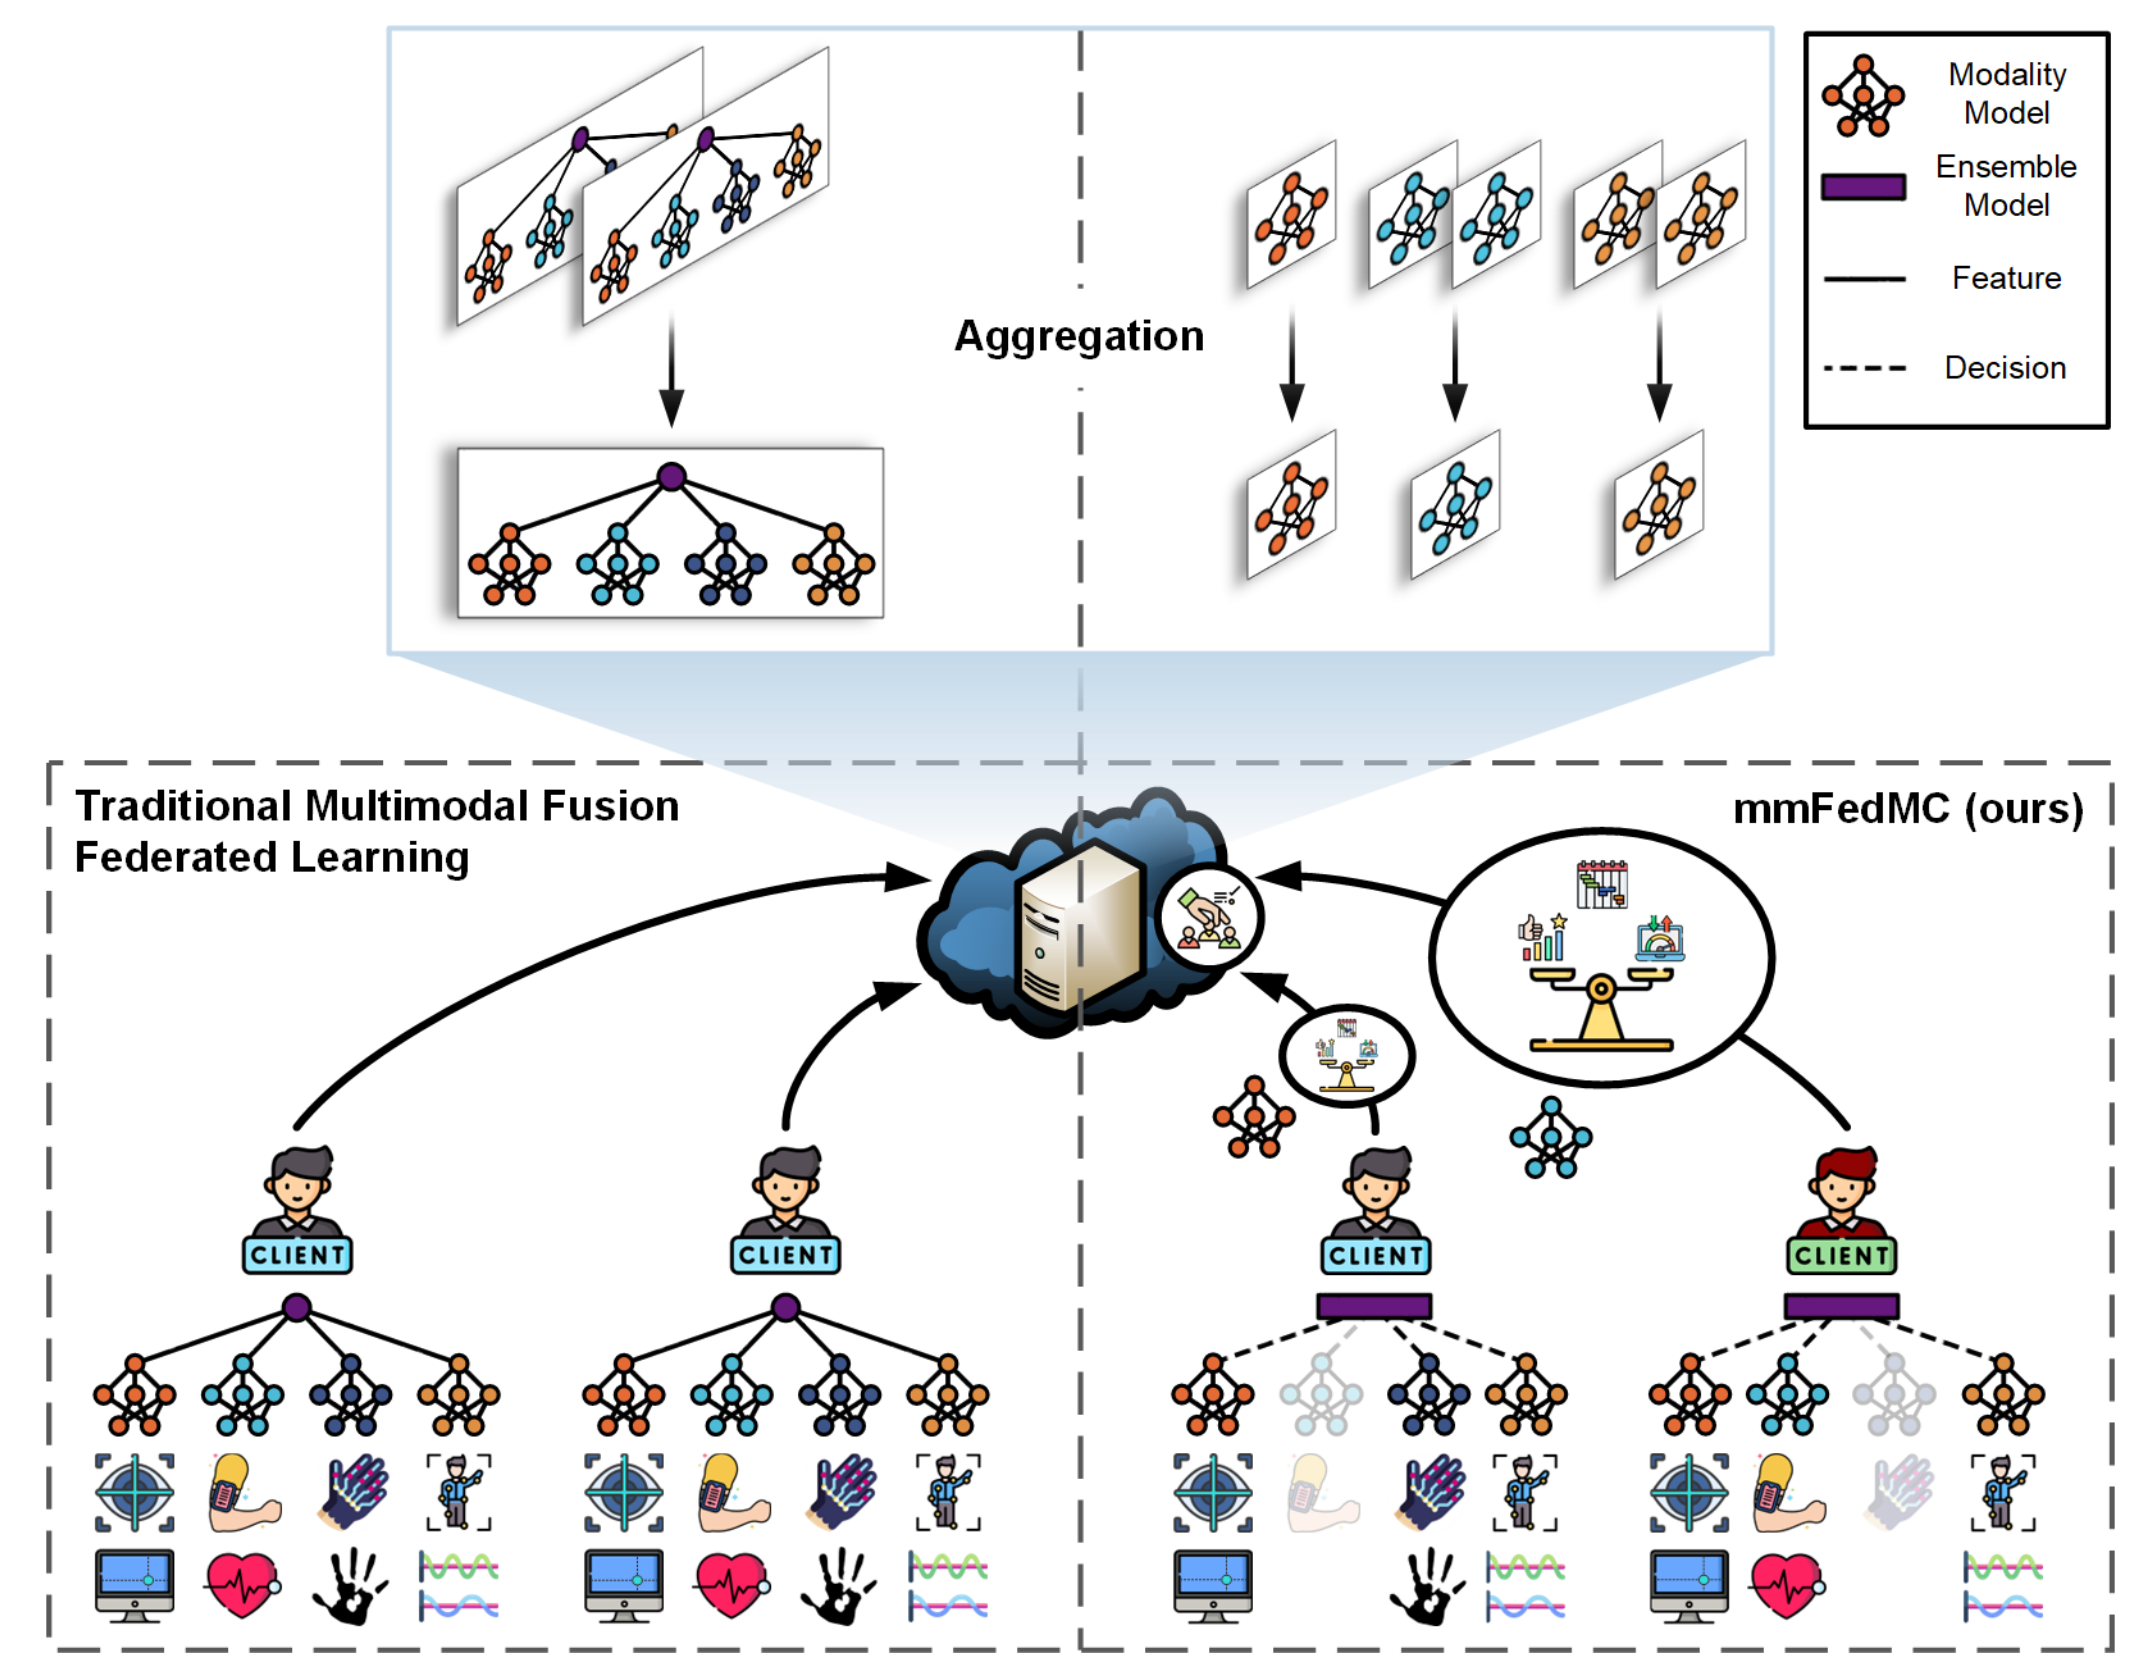 Modality
Model
Ensemble
Model
Feature
Decision
Aggregation
Traditional Multimodal Fusion
Federated Learning
mmFedMC (ours)
CLIENT
CLIENT
CLIENT
CLIENT